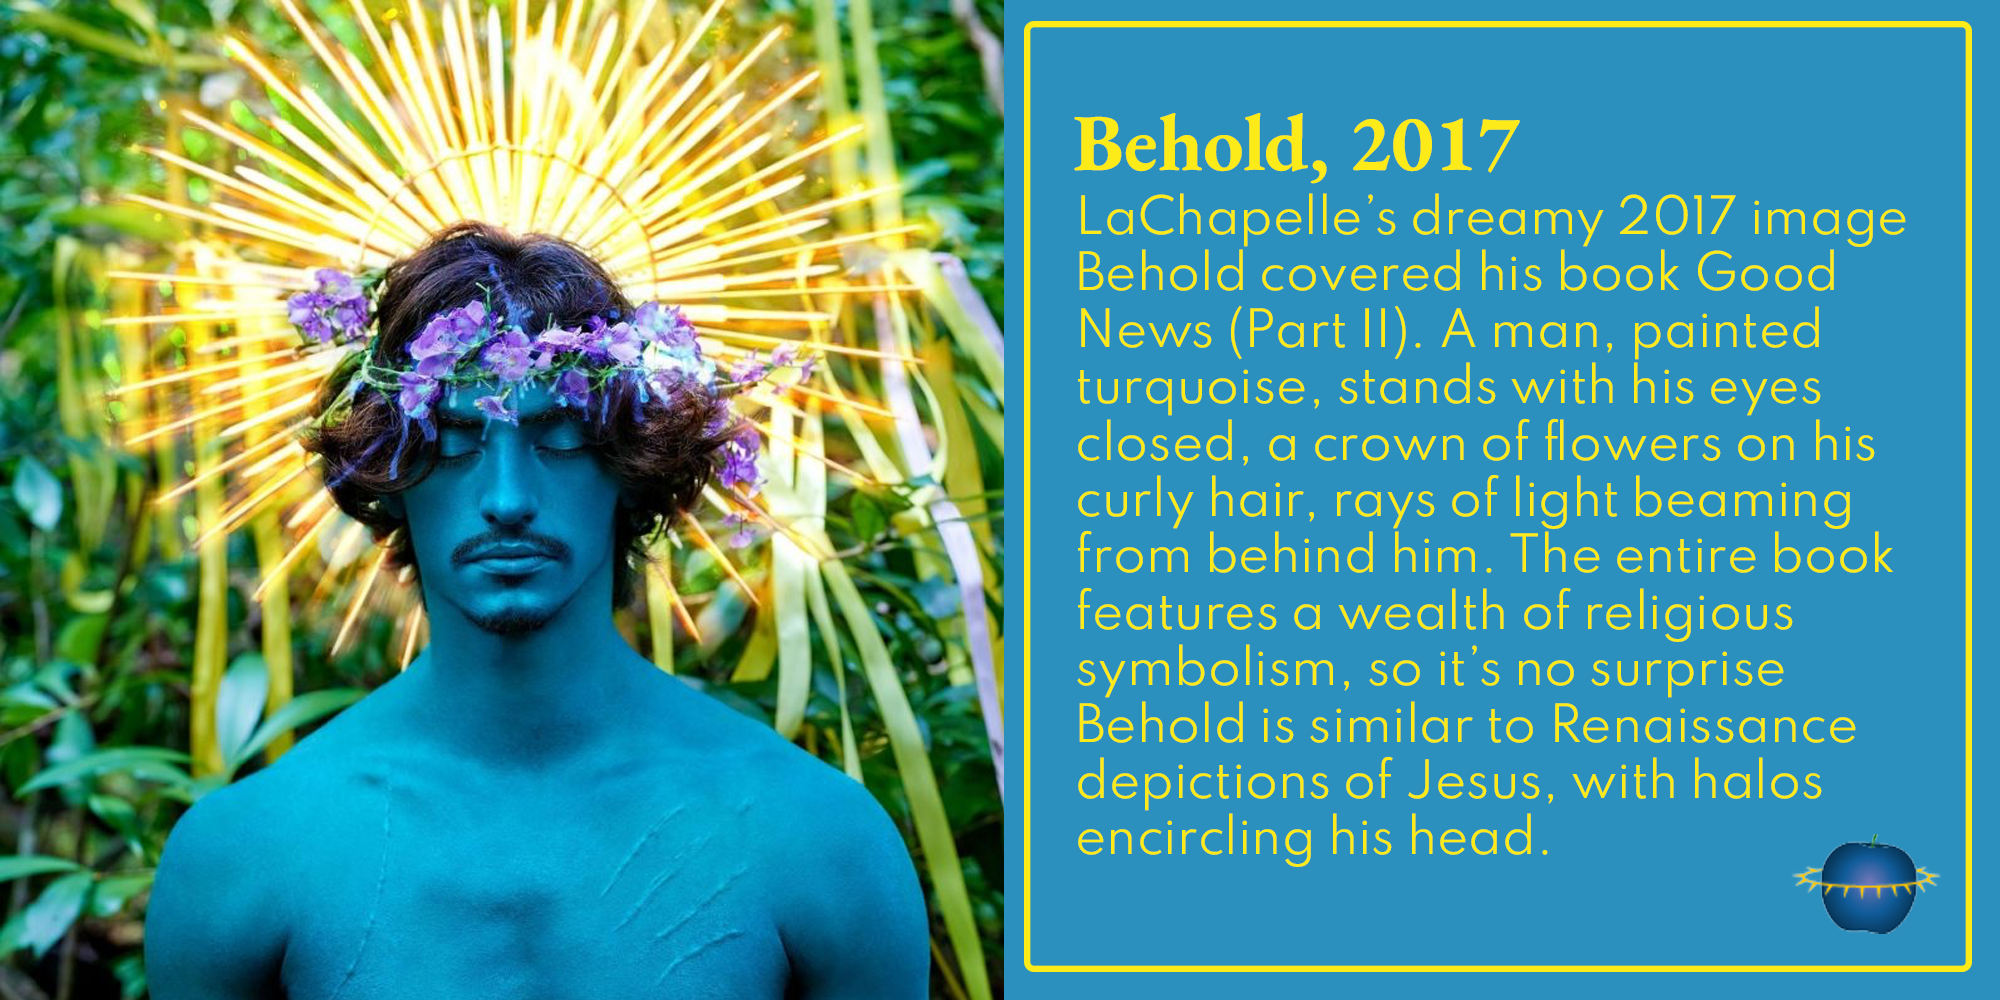 Behold, 2017
LaChapelle’s dreamy 2017 image
Behold covered his book Good
News (Part II). A man, painted
turquoise, stands with his eyes
closed, a crown of flowers on his
curly hair, rays of light beaming
from behind him. The entire book
features a wealth of religious
symbolism, so it’s no surprise
Behold is similar to Renaissance
depictions of Jesus, with halos
encircling his head.